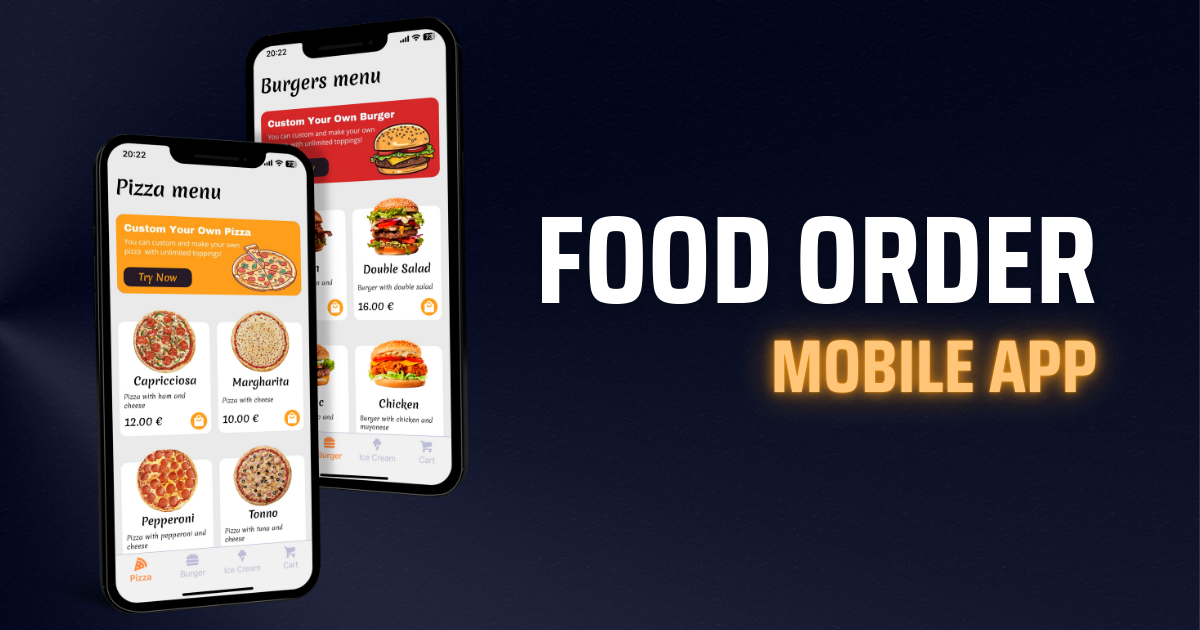 20:22
73
Burgers menu
Custom Your Own Burger
You can custom and make your own
with unlimited toppings!
Double Salad
Burger with double salad
16.00 €
Chicken
Burger with chicken and
mayonese
Burger
Ice Cream
Cart
20:22
73
Pizza menu
Custom Your Own Pizza
You can custom and make your own
pizza with unlimited toppings!
Try Now
Capricciosa
Pizza with ham and
cheese
12.00 €
Margharita
Pizza with cheese
10.00 €
Pepperoni
Pizza with pepperoni and
cheese
Tonno
Pizza with tuna and
cheese
Pizza
Burger
Ice Cream
Cart
FOOD ORDER
MOBILE APP